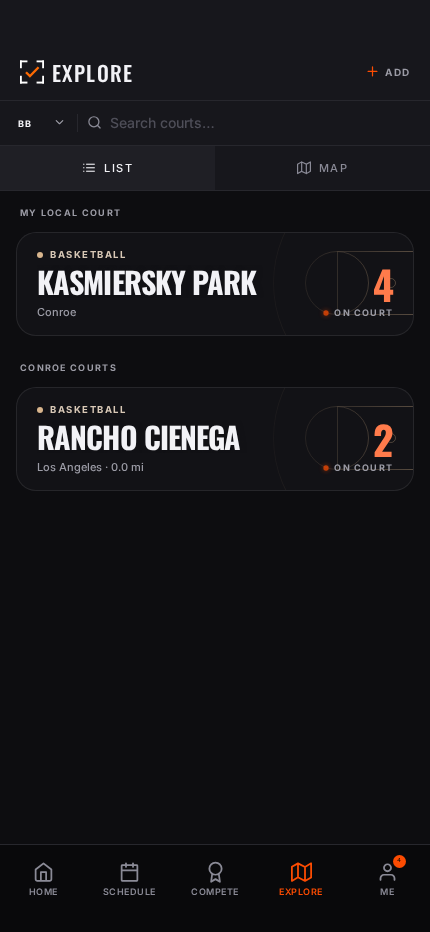 EXPLORE
+ ADD
BB
Search courts...
LIST
MAP
MY LOCAL COURT
BASKETBALL
KASMIERSKY PARK
4
Conroe
ON COURT
CONROE COURTS
BASKETBALL
RANCHO CIENEGA
2
Los Angeles · 0.0 mi
ON COURT
HOME
SCHEDULE
COMPETE
EXPLORE
ME